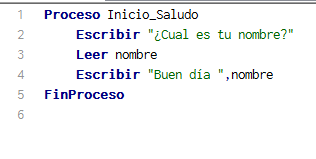 1 Proceso Inicio_Saludo
2 Escribir "¿Cual es tu nombre?"
3 Leer nombre
4 Escribir "Buen día ",nombre
5 FinProceso
6